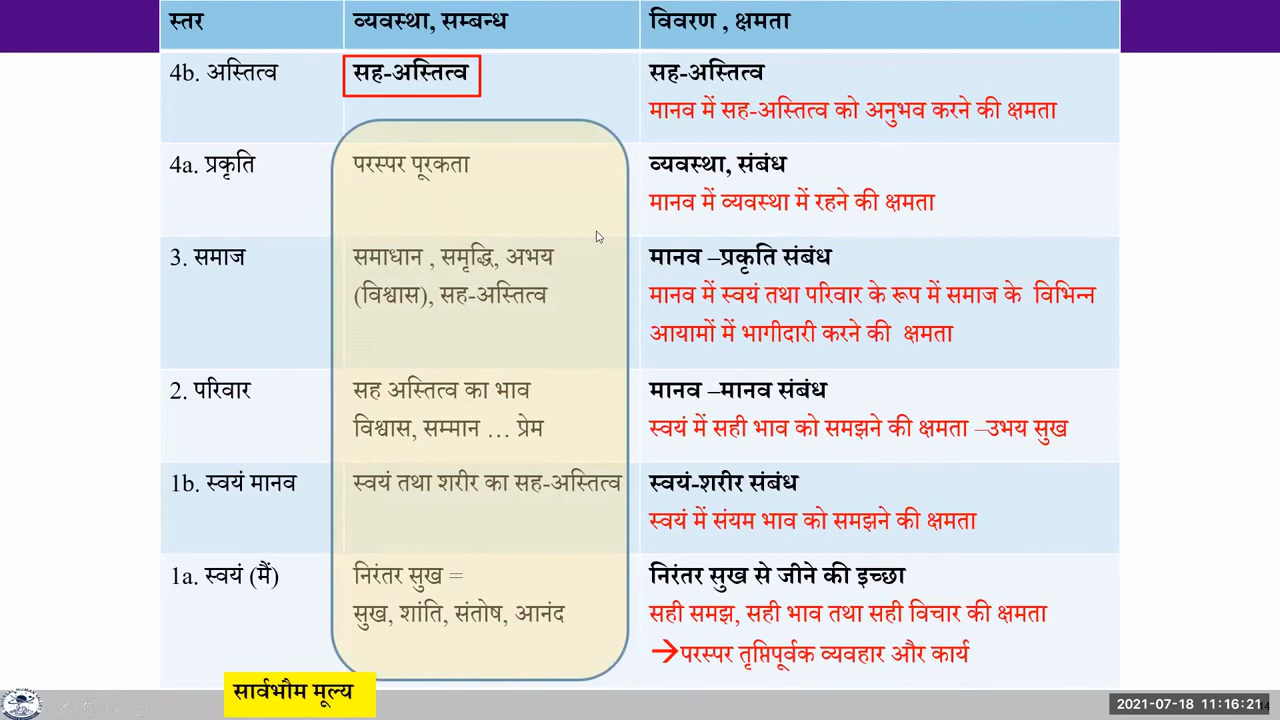 स्तर व्यवस्था, सम्बन्ध विवरण , क्षमता
4b. अस्तित्व सह-अस्तित्व सह-अस्तित्व
मानव में सह-अस्तित्व को अनुभव करने की क्षमता
4a. प्रकृति परस्पर पूरकता व्यवस्था, संबंध
मानव में व्यवस्था में रहने की क्षमता
3. समाज समाधान , समृद्धि, अभय मानव –प्रकृति संबंध
(विश्वास), सह-अस्तित्व मानव में स्वयं तथा परिवार के रूप में समाज के विभिन्न
आयामों में भागीदारी करने की क्षमता
2. परिवार सह अस्तित्व का भाव मानव –मानव संबंध
विश्वास, सम्मान … प्रेम स्वयं में सही भाव को समझने की क्षमता –उभय सुख
1b. स्वयं मानव स्वयं तथा शरीर का सह-अस्तित्व स्वयं-शरीर संबंध
स्वयं में संयम भाव को समझने की क्षमता
1a. स्वयं (मैं) निरंतर सुख = निरंतर सुख से जीने की इच्छा
सुख, शांति, संतोष, आनंद सही समझ, सही भाव तथा सही विचार की क्षमता
→परस्पर तृप्तिपूर्वक व्यवहार और कार्य
सार्वभौम मूल्य
2021-07-18 11:16:21